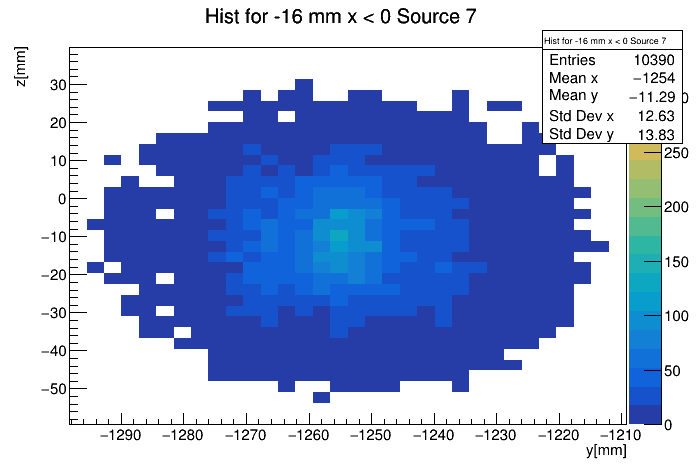 Hist for -16 mm x < 0 Source 7
z[mm]
Hist for -16 mm x < 0 Source 7
Entries 10390
Mean x −1254
Mean y −11.29
Std Dev x 12.63
Std Dev y 13.83
30
20
10
0
−10
−20
−30
−40
−50
−1290 −1280 −1270 −1260 −1250 −1240 −1230 −1220 −1210
y[mm]
250
200
150
100
50
0